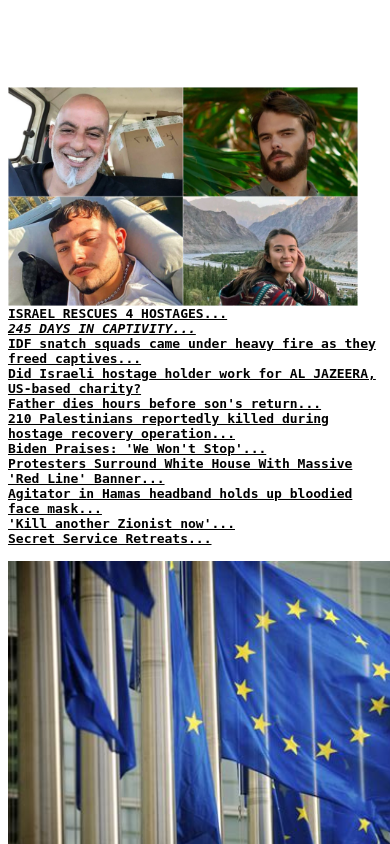 ISRAEL RESCUES 4 HOSTAGES...
245 DAYS IN CAPTIVITY...
IDF snatch squads came under heavy fire as they
freed captives...
Did Israeli hostage holder work for AL JAZEERA,
US-based charity?
Father dies hours before son's return...
210 Palestinians reportedly killed during
hostage recovery operation...
Biden Praises: 'We Won't Stop'...
Protesters Surround White House With Massive
'Red Line' Banner...
Agitator in Hamas headband holds up bloodied
face mask...
'Kill another Zionist now'...
Secret Service Retreats...